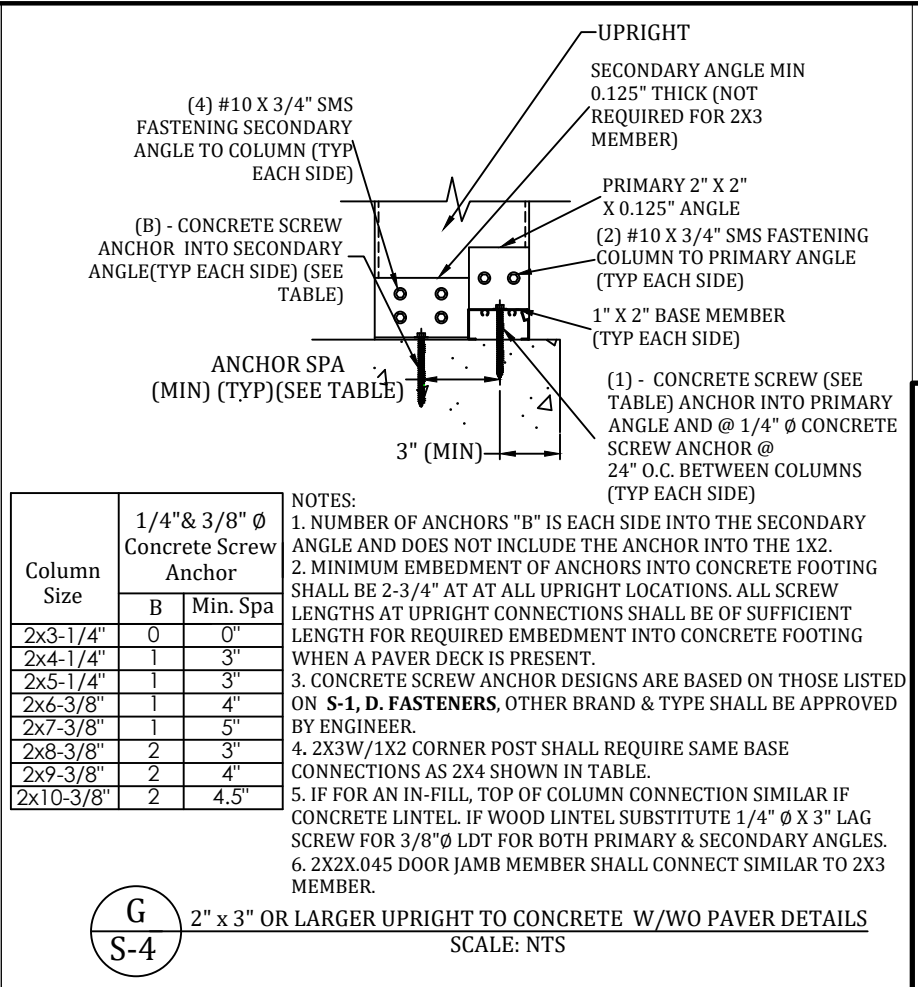 UPRIGHT
SECONDARY ANGLE MIN
0.125" THICK (NOT
REQUIRED FOR 2X3
MEMBER)
(4) #10 X 3/4" SMS
FASTENING SECONDARY
ANGLE TO COLUMN (TYP
EACH SIDE)
PRIMARY 2" X 2"
X 0.125" ANGLE
(B) - CONCRETE SCREW
ANCHOR INTO SECONDARY
ANGLE(TYP EACH SIDE) (SEE
TABLE)
(2) #10 X 3/4" SMS FASTENING
COLUMN TO PRIMARY ANGLE
(TYP EACH SIDE)
1" X 2" BASE MEMBER
(TYP EACH SIDE)
ANCHOR SPA
(MIN) (TYP)(SEE TABLE)
(1) - CONCRETE SCREW (SEE
TABLE) ANCHOR INTO PRIMARY
ANGLE AND @ 1/4" Ø CONCRETE
SCREW ANCHOR @
24" O.C. BETWEEN COLUMNS
(TYP EACH SIDE)
3" (MIN)
Column
Size
1/4"& 3/8" Ø
Concrete Screw
Anchor
B Min. Spa
2x3-1/4" 0 0"
2x4-1/4" 1 3"
2x5-1/4" 1 3"
2x6-3/8" 1 4"
2x7-3/8" 1 5"
2x8-3/8" 2 3"
2x9-3/8" 2 4"
2x10-3/8" 2 4.5"
NOTES:
1. NUMBER OF ANCHORS "B" IS EACH SIDE INTO THE SECONDARY
ANGLE AND DOES NOT INCLUDE THE ANCHOR INTO THE 1X2.
2. MINIMUM EMBEDMENT OF ANCHORS INTO CONCRETE FOOTING
SHALL BE 2-3/4" AT AT ALL UPRIGHT LOCATIONS. ALL SCREW
LENGTHS AT UPRIGHT CONNECTIONS SHALL BE OF SUFFICIENT
LENGTH FOR REQUIRED EMBEDMENT INTO CONCRETE FOOTING
WHEN A PAVER DECK IS PRESENT.
3. CONCRETE SCREW ANCHOR DESIGNS ARE BASED ON THOSE LISTED
ON S-1, D. FASTENERS, OTHER BRAND & TYPE SHALL BE APPROVED
BY ENGINEER.
4. 2X3W/1X2 CORNER POST SHALL REQUIRE SAME BASE
CONNECTIONS AS 2X4 SHOWN IN TABLE.
5. IF FOR AN IN-FILL, TOP OF COLUMN CONNECTION SIMILAR IF
CONCRETE LINTEL. IF WOOD LINTEL SUBSTITUTE 1/4" Ø X 3" LAG
SCREW FOR 3/8"Ø LDT FOR BOTH PRIMARY & SECONDARY ANGLES.
6. 2X2X.045 DOOR JAMB MEMBER SHALL CONNECT SIMILAR TO 2X3
MEMBER.
G
S-4
2" x 3" OR LARGER UPRIGHT TO CONCRETE W/WO PAVER DETAILS
SCALE: NTS